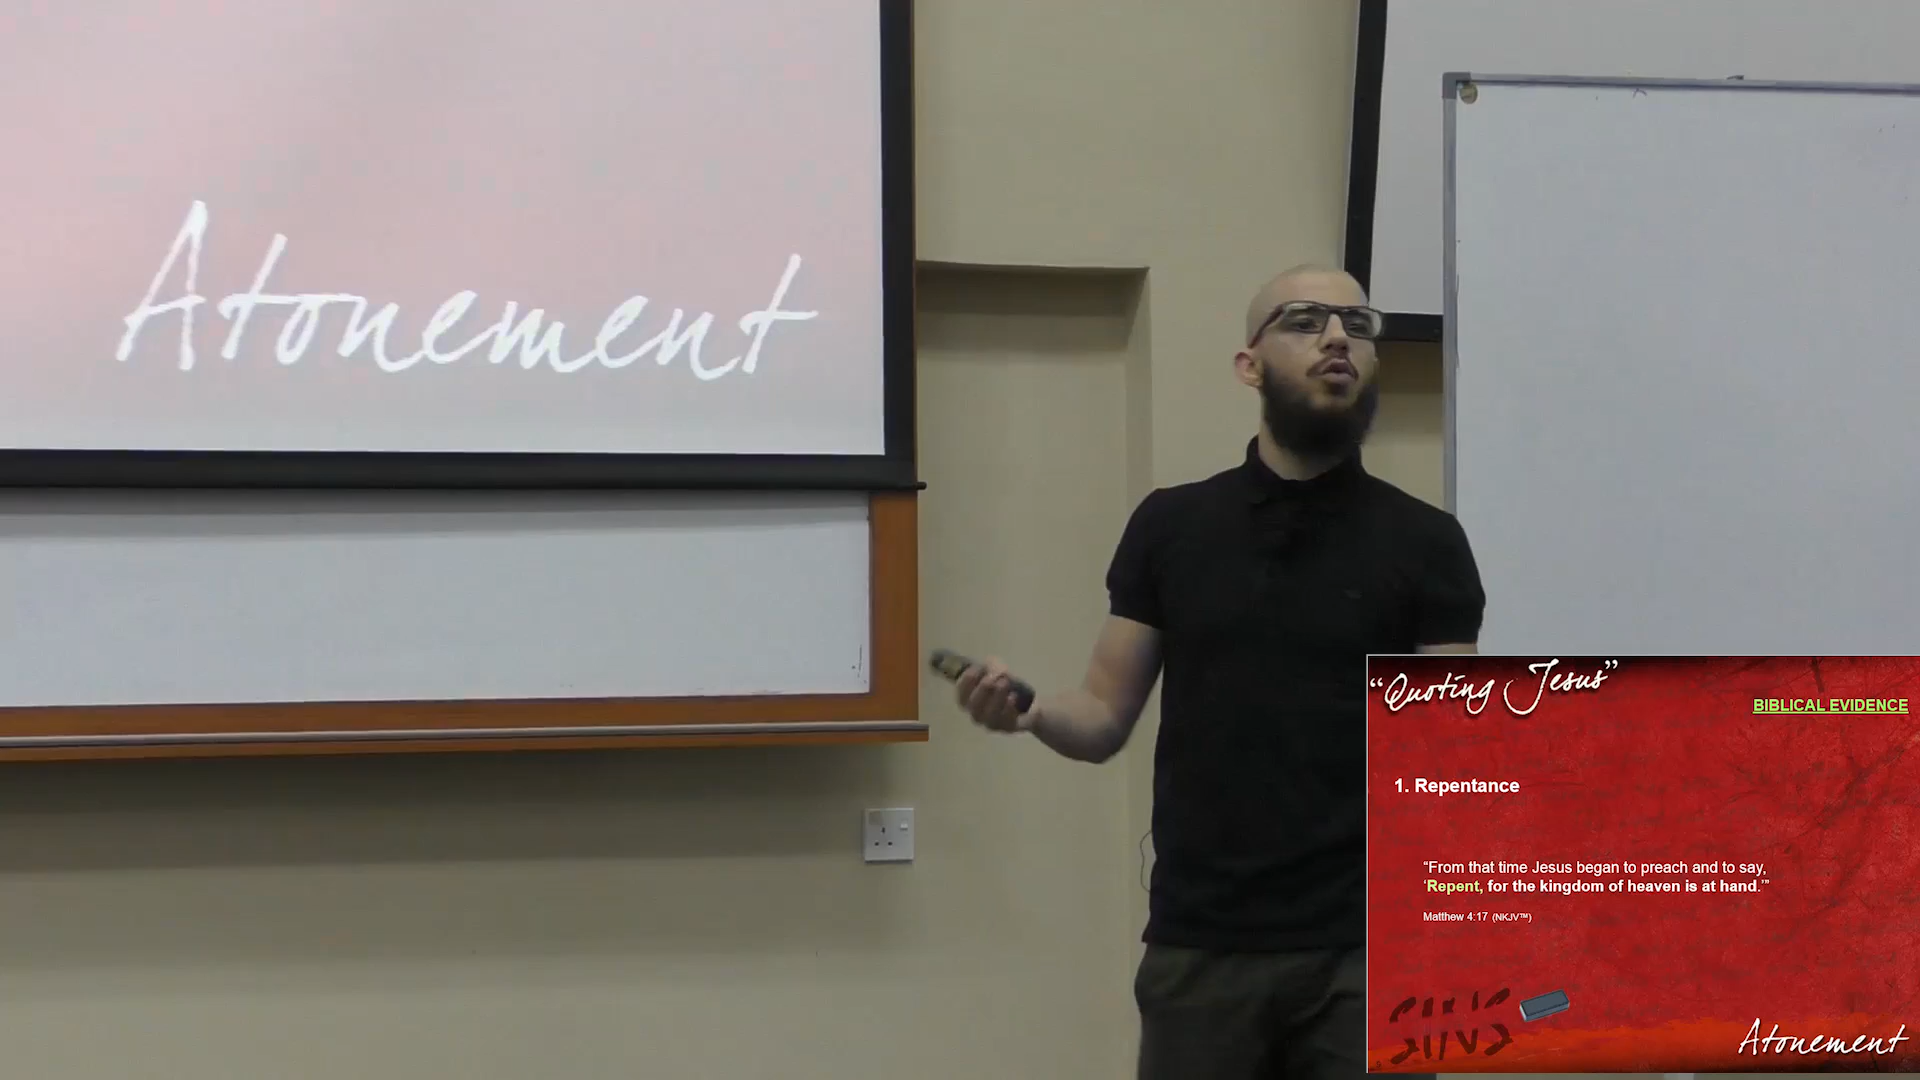 Atonement
“Quoting Jesus”
BIBLICAL EVIDENCE
1. Repentance
“From that time Jesus began to preach and to say,
‘Repent, for the kingdom of heaven is at hand.’”
Matthew 4:17 (NKJV™)
SINS
Atonement